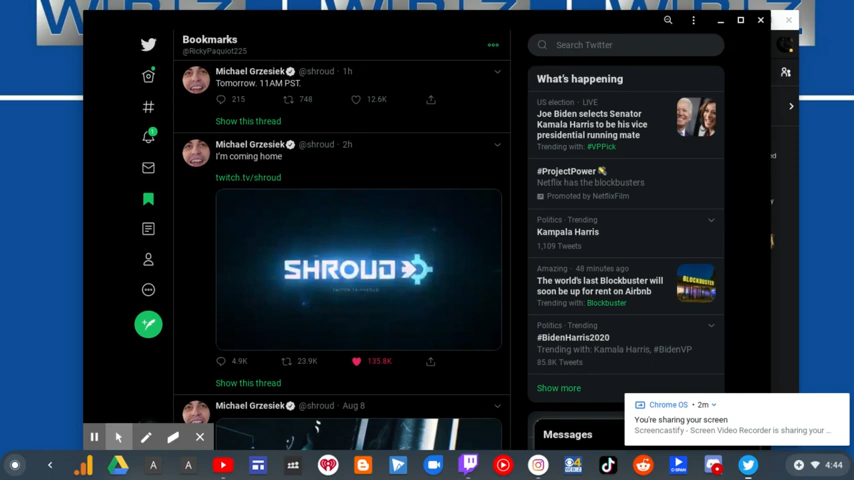 Bookmarks
@RickyPaquiot225
Michael Grzesiek @shroud · 1h
Tomorrow. 11AM PST.
215 748 12.6K
Show this thread
Michael Grzesiek @shroud · 2h
I'm coming home
twitch.tv/shroud
SHROUD
4.9K 23.9K 135.8K
Show this thread
Michael Grzesiek @shroud · Aug 8
Search Twitter
What's happening
US election · LIVE
Joe Biden selects Senator
Kamala Harris to be his vice
presidential running mate
Trending with: #VPPick
#ProjectPower
Netflix has the blockbusters
Promoted by NetflixFilm
Politics · Trending
Kampala Harris
1,109 Tweets
Amazing · 48 minutes ago
The world's last Blockbuster will
soon be up for rent on Airbnb
Trending with: Blockbuster
BLOCKBUSTER
Politics · Trending
#BidenHarris2020
Trending with: Kamala Harris, #BidenVP
85.8K Tweets
Show more
Messages
Chrome OS · 2m
You're sharing your screen
Screencastify - Screen Video Recorder is sharing your ...
4:44